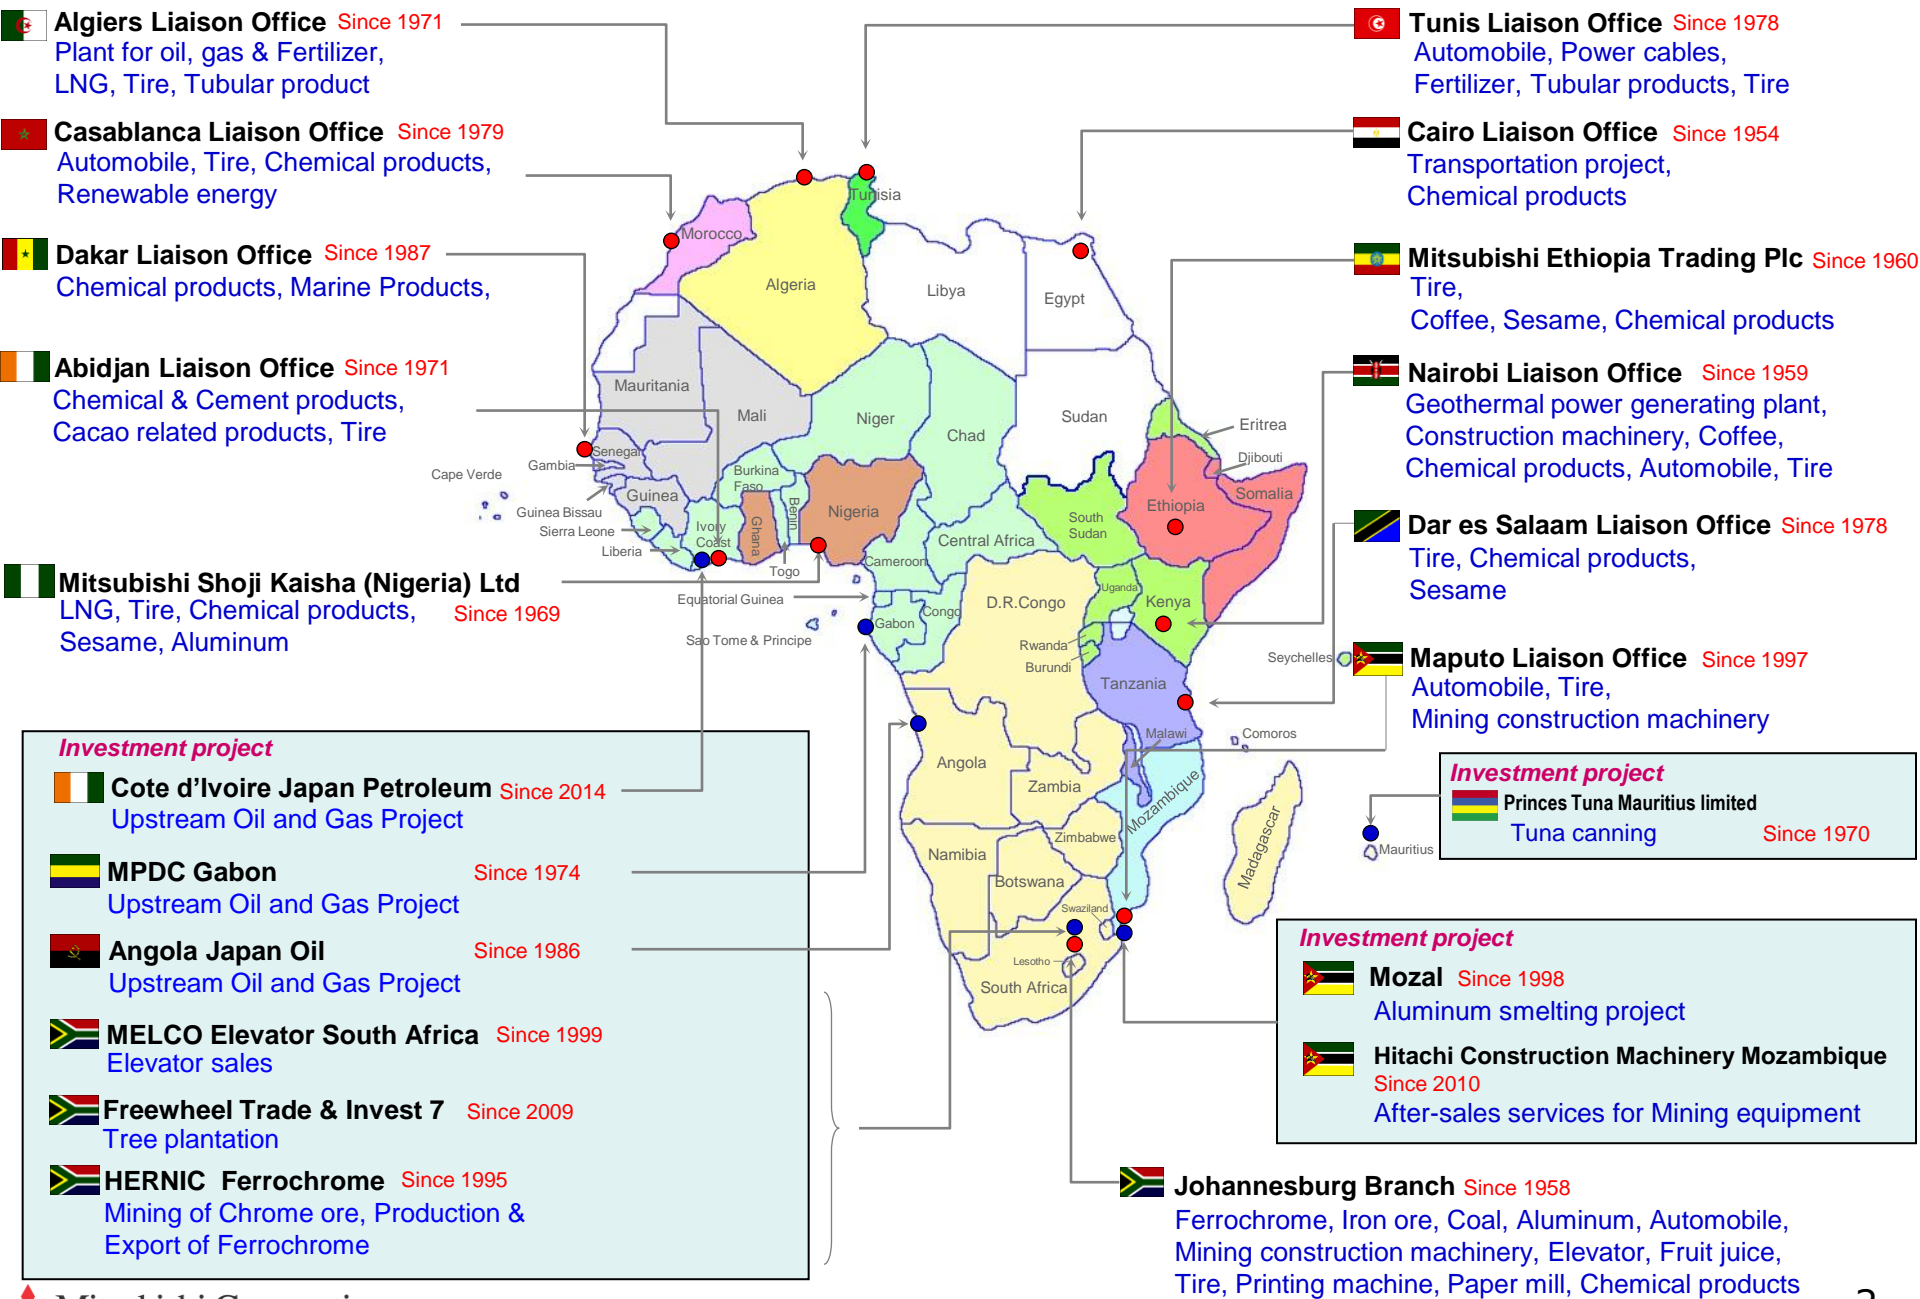 Algiers Liaison Office Since 1971
Plant for oil, gas & Fertilizer,
LNG, Tire, Tubular product
Casablanca Liaison Office Since 1979
Automobile, Tire, Chemical products,
Renewable energy
Dakar Liaison Office Since 1987
Chemical products, Marine Products,
Abidjan Liaison Office Since 1971
Chemical & Cement products,
Cacao related products, Tire
Mitsubishi Shoji Kaisha (Nigeria) Ltd
LNG, Tire, Chemical products, Since 1969
Sesame, Aluminum
Tunis Liaison Office Since 1978
Automobile, Power cables,
Fertilizer, Tubular products, Tire
Cairo Liaison Office Since 1954
Transportation project,
Chemical products
Mitsubishi Ethiopia Trading Plc Since 1960
Tire,
Coffee, Sesame, Chemical products
Nairobi Liaison Office Since 1959
Geothermal power generating plant,
Construction machinery, Coffee,
Chemical products, Automobile, Tire
Dar es Salaam Liaison Office Since 1978
Tire, Chemical products,
Sesame
Maputo Liaison Office Since 1997
Automobile, Tire,
Mining construction machinery
Tunisia
Morocco
Algeria
Libya
Egypt
Mauritania
Mali
Niger
Chad
Sudan
Eritrea
Djibouti
Somalia
Ethiopia
Senegal
Gambia
Cape Verde
Guinea
Guinea Bissau
Sierra Leone
Liberia
Ivory
Coast
Burkina
Faso
Ghana
Benin
Togo
Nigeria
Cameroon
Central Africa
South
Sudan
Equatorial Guinea
Sao Tome & Principe
Gabon
Congo
D.R.Congo
Uganda
Kenya
Rwanda
Burundi
Tanzania
Seychelles
Comoros
Malawi
Angola
Zambia
Mozambique
Zimbabwe
Namibia
Botswana
Swaziland
Lesotho
South Africa
Madagascar
Mauritius
Investment project
Cote d’Ivoire Japan Petroleum Since 2014
Upstream Oil and Gas Project
MPDC Gabon Since 1974
Upstream Oil and Gas Project
Angola Japan Oil Since 1986
Upstream Oil and Gas Project
MELCO Elevator South Africa Since 1999
Elevator sales
Freewheel Trade & Invest 7 Since 2009
Tree plantation
HERNIC Ferrochrome Since 1995
Mining of Chrome ore, Production &
Export of Ferrochrome
Investment project
Princes Tuna Mauritius limited
Tuna canning Since 1970
Investment project
Mozal Since 1998
Aluminum smelting project
Hitachi Construction Machinery Mozambique
Since 2010
After-sales services for Mining equipment
Johannesburg Branch Since 1958
Ferrochrome, Iron ore, Coal, Aluminum, Automobile,
Mining construction machinery, Elevator, Fruit juice,
Tire, Printing machine, Paper mill, Chemical products